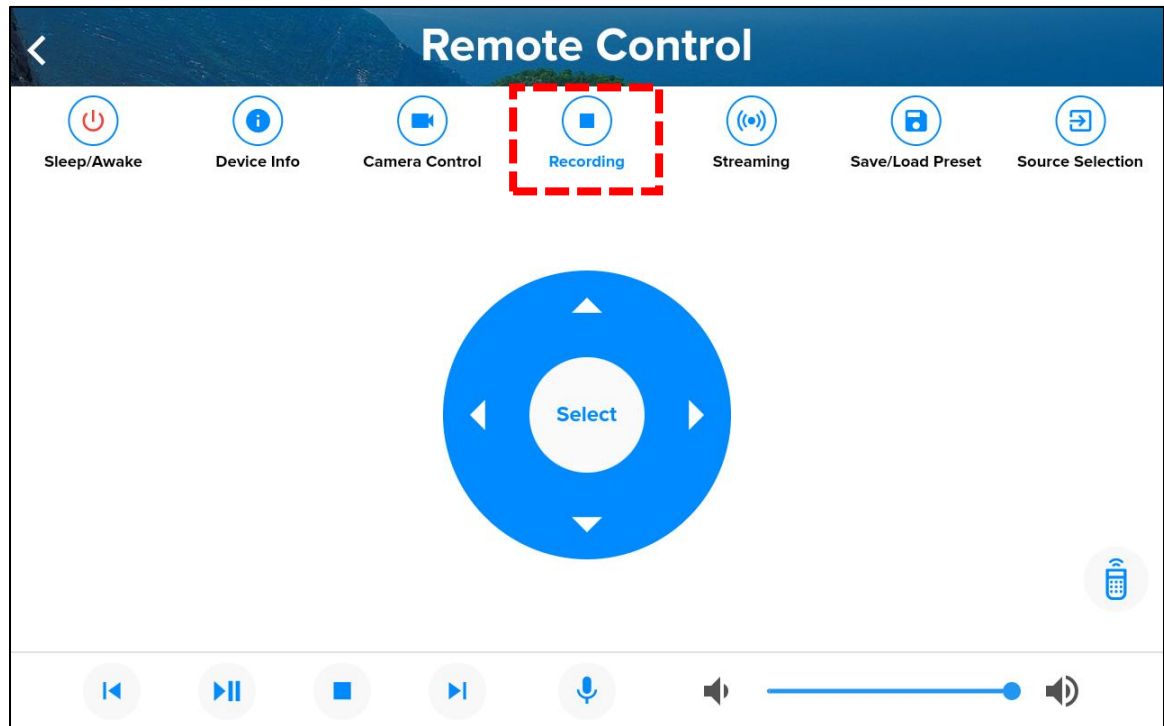 Remote Control
Sleep/Awake
Device Info
Camera Control
Recording
Streaming
Save/Load Preset
Source Selection
Select